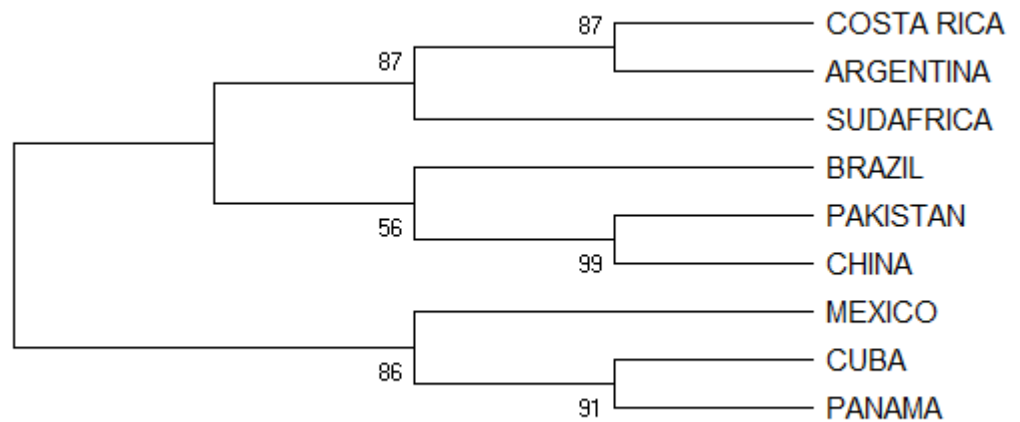 87
COSTA RICA
87
ARGENTINA
SUDAFRICA
BRAZIL
56
PAKISTAN
99
CHINA
MEXICO
86
CUBA
91
PANAMA